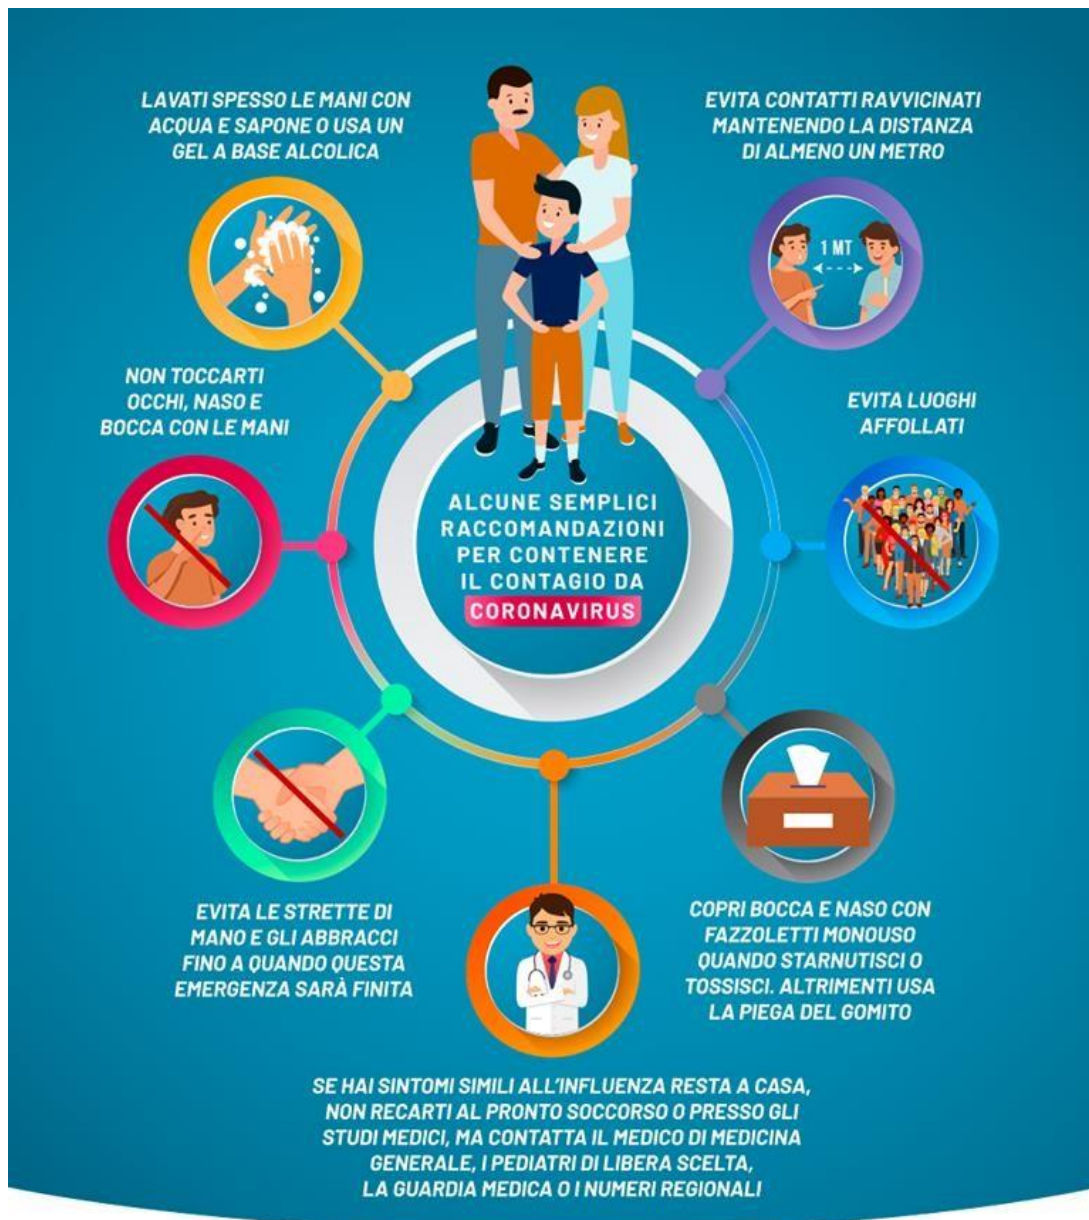 LAVATI SPESSO LE MANI CON
ACQUA E SAPONE O USA UN
GEL A BASE ALCOLICA
EVITA CONTATTI RAVVICINATI
MANTENENDO LA DISTANZA
DI ALMENO UN METRO
1 MT
NON TOCCARTI
OCCHI, NASO E
BOCCA CON LE MANI
EVITA LUOGHI
AFFOLLATI
ALCUNE SEMPLICI
RACCOMANDAZIONI
PER CONTENERE
IL CONTAGIO DA
CORONAVIRUS
EVITA LE STRETTE DI
MANO E GLI ABBRACCI
FINO A QUANDO QUESTA
EMERGENZA SARÀ FINITA
COPRI BOCCA E NASO CON
FAZZOLETTI MONOUSO
QUANDO STARNUTISCI O
TOSSISCI. ALTRIMENTI USA
LA PIEGA DEL GOMITO
SE HAI SINTOMI SIMILI ALL'INFLUENZA RESTA A CASA,
NON RECARTI AL PRONTO SOCCORSO O PRESSO GLI
STUDI MEDICI, MA CONTATTA IL MEDICO DI MEDICINA
GENERALE, I PEDIATRI DI LIBERA SCELTA,
LA GUARDIA MEDICA O I NUMERI REGIONALI